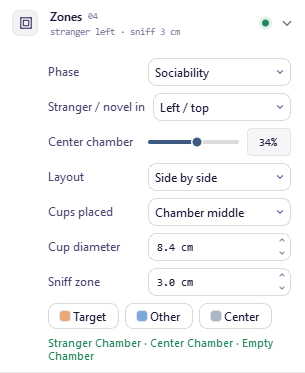 Zones 04
stranger left · sniff 3 cm
Phase Sociability
Stranger / novel in Left / top
Center chamber 34%
Layout Side by side
Cups placed Chamber middle
Cup diameter 8.4 cm
Sniff zone 3.0 cm
Target Other Center
Stranger Chamber · Center Chamber · Empty
Chamber